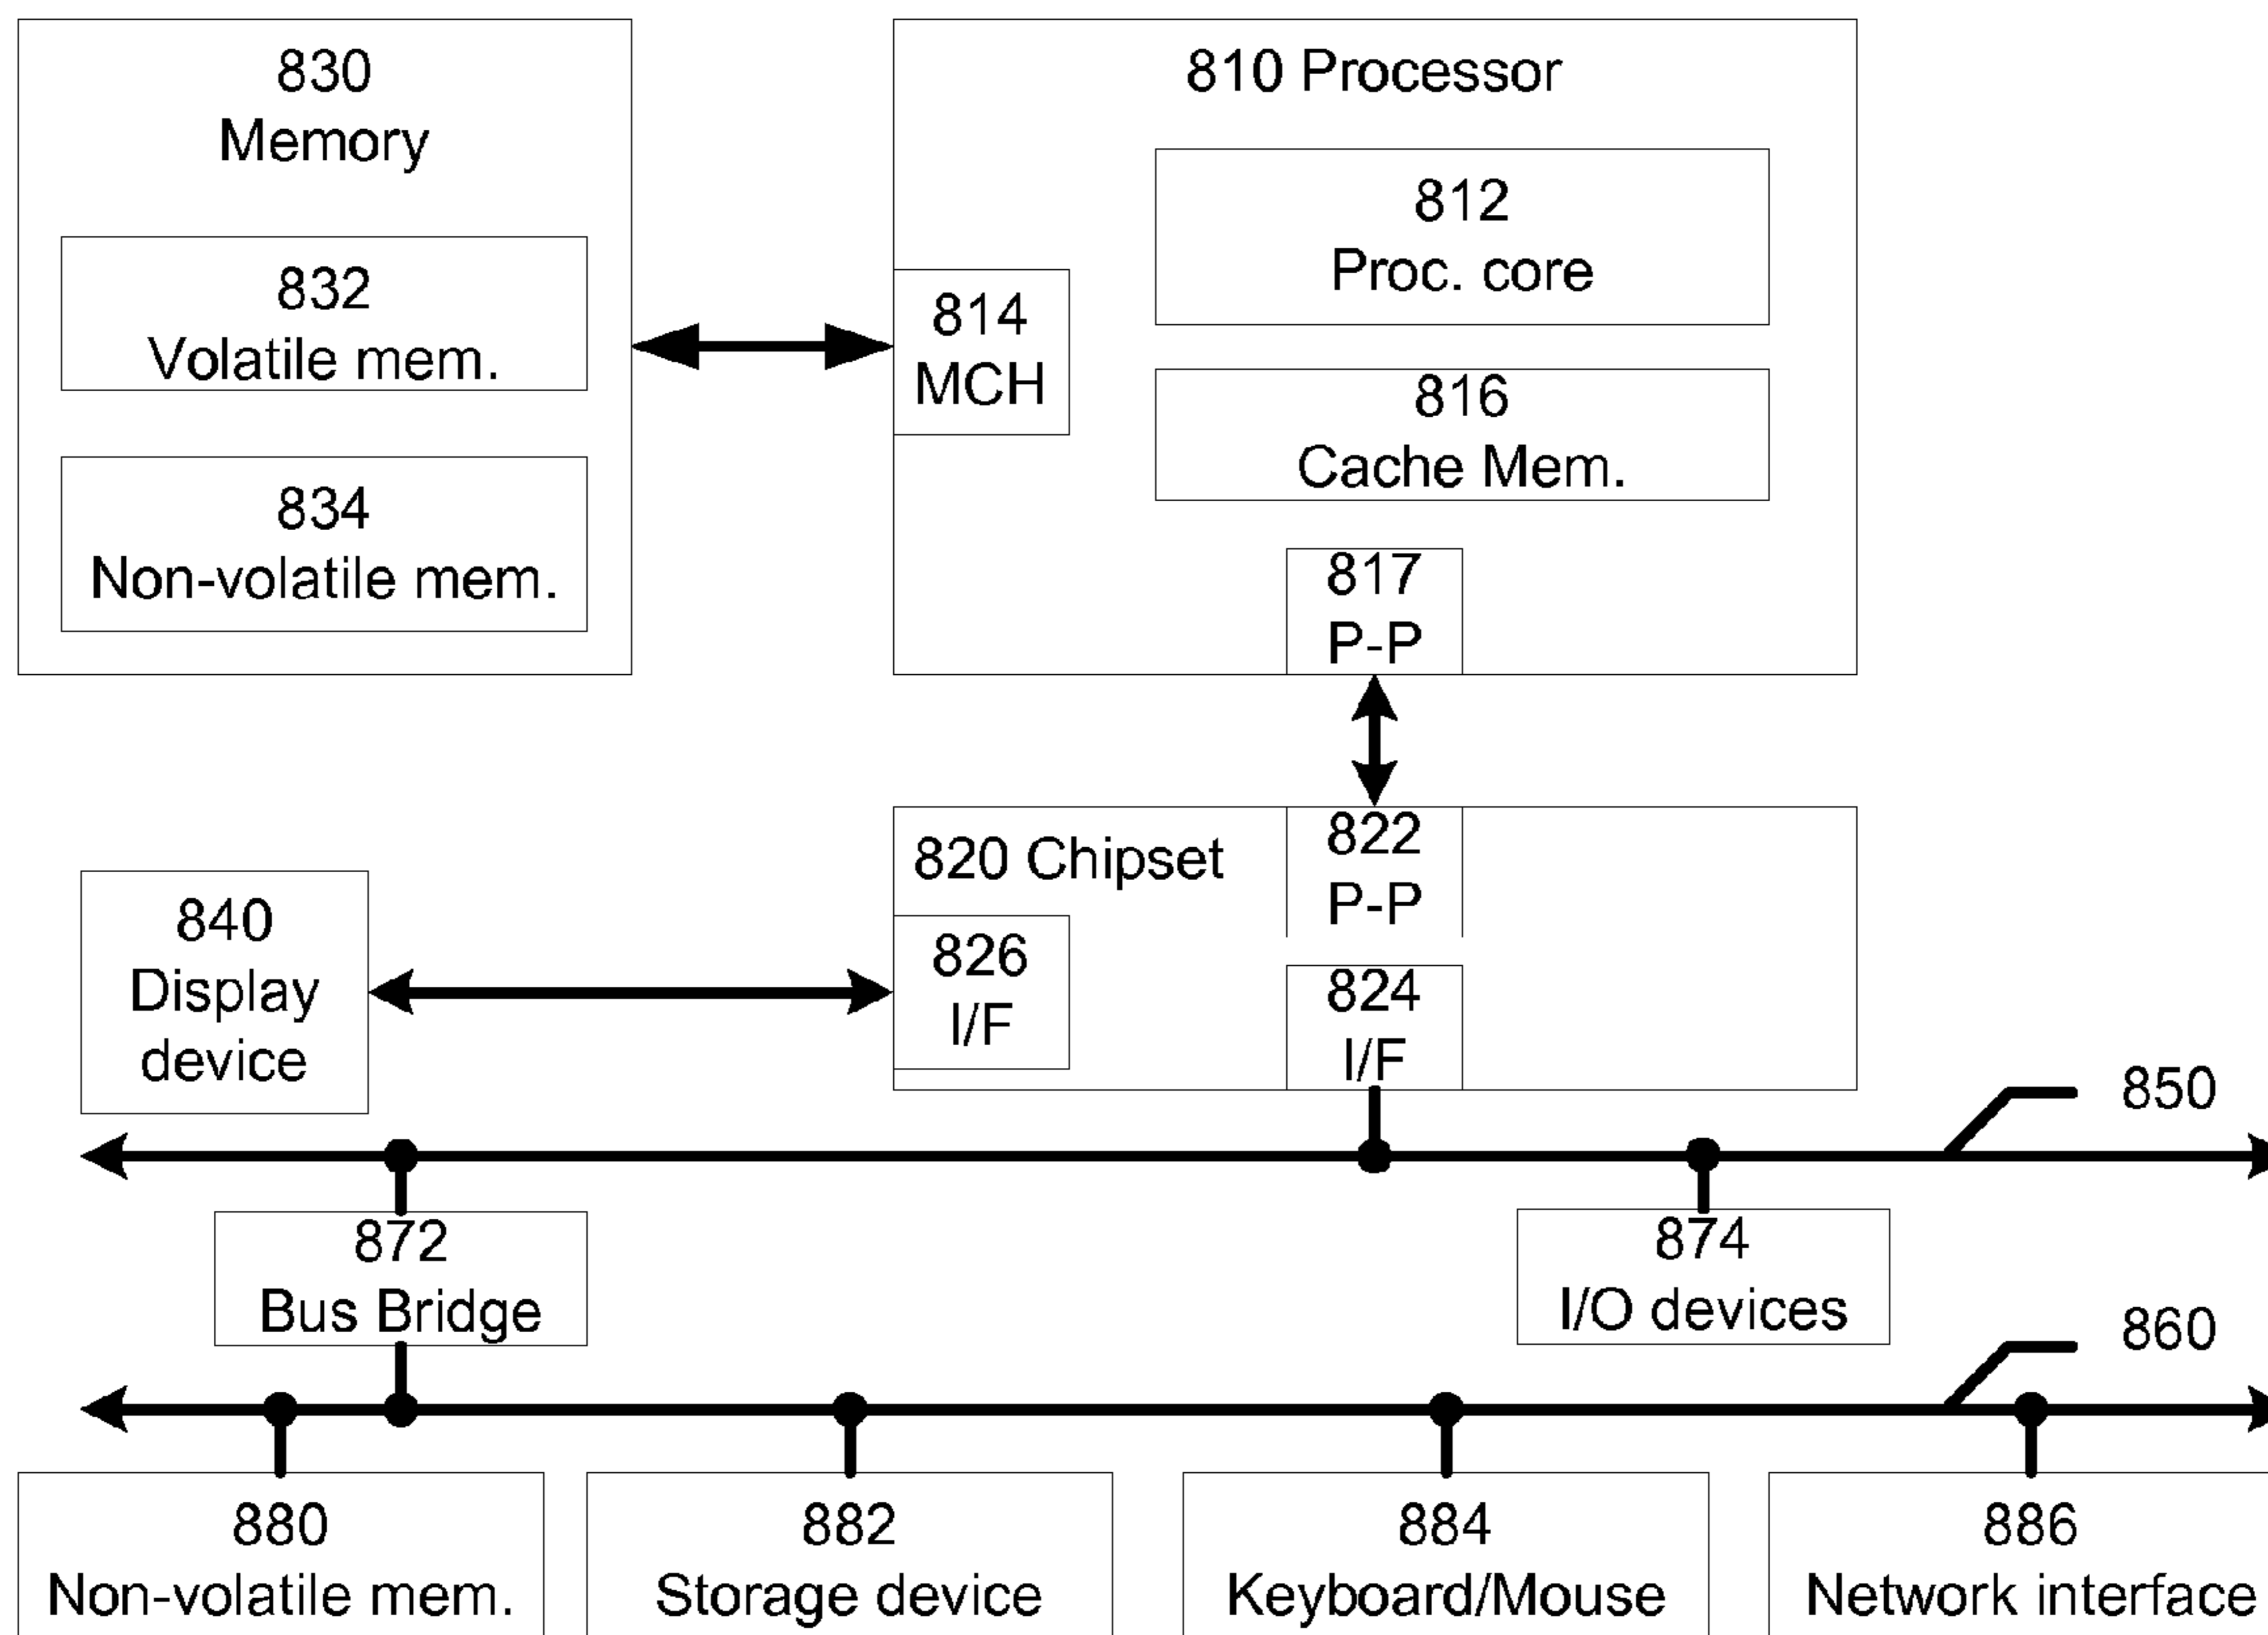 830
Memory
832
Volatile mem.
834
Non-volatile mem.
810 Processor
812
Proc. core
814
MCH
816
Cache Mem.
817
P-P
820 Chipset
822
P-P
826
I/F
824
I/F
840
Display
device
850
872
Bus Bridge
874
I/O devices
860
880
Non-volatile mem.
882
Storage device
884
Keyboard/Mouse
886
Network interface